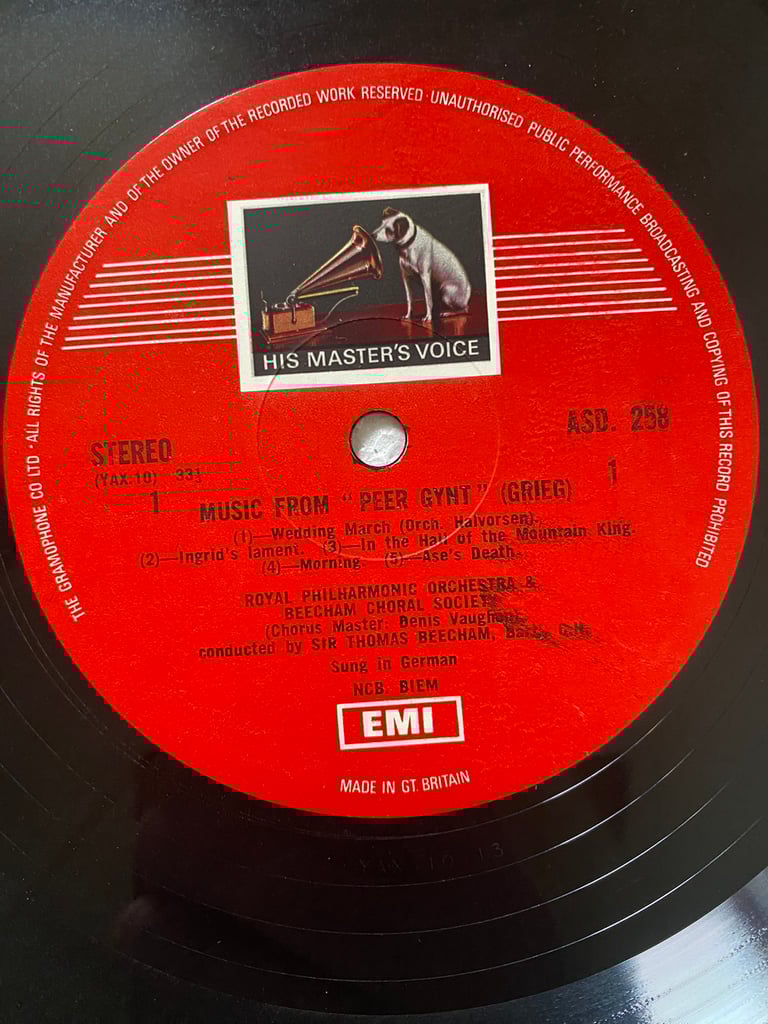 THE GRAMOPHONE CO LTD · ALL RIGHTS OF THE MANUFACTURER AND OF THE OWNER OF THE RECORDED WORK RESERVED · UNAUTHORISED PUBLIC PERFORMANCE BROADCASTING AND COPYING OF THIS RECORD PROHIBITED
HIS MASTER'S VOICE
ASD. 258
STEREO
(YAX.10) 33⅓
1 1
MUSIC FROM "PEER GYNT" (GRIEG)
(1)—Wedding March (Orch. Halvorsen).
(2)—Ingrid's lament. (3)—In the Hall of the Mountain King.
(4)—Morning. (5)—Ase's Death.
ROYAL PHILHARMONIC ORCHESTRA &
BEECHAM CHORAL SOCIETY
(Chorus Master: Denis Vaughan).
conducted by SIR THOMAS BEECHAM, Bart., C.H.
Sung in German
NCB. BIEM
EMI
MADE IN GT. BRITAIN
YAX 10 13